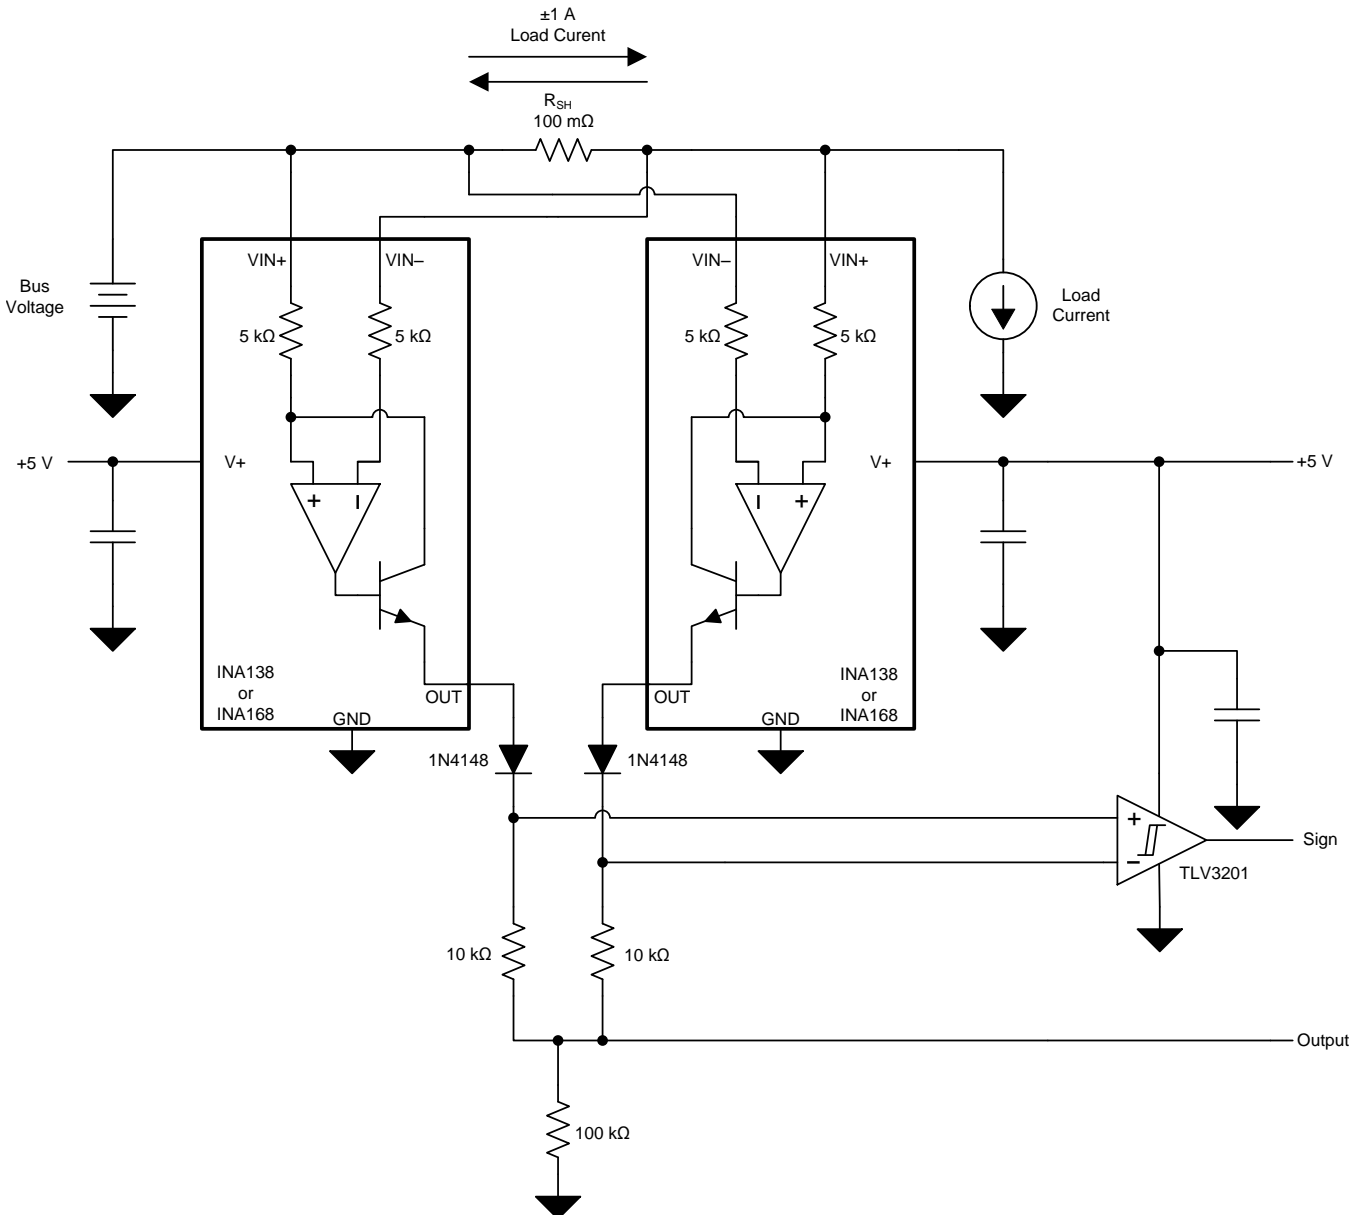 ±1 A
Load Curent
RSH
100 mΩ
VIN+
VIN–
VIN–
VIN+
Bus
Voltage
Load
Current
5 kΩ
5 kΩ
5 kΩ
5 kΩ
+5 V
V+
V+
+5 V
+
–
–
+
INA138
or
INA168
OUT
GND
OUT
GND
INA138
or
INA168
1N4148
1N4148
+
–
Sign
TLV3201
10 kΩ
10 kΩ
Output
100 kΩ